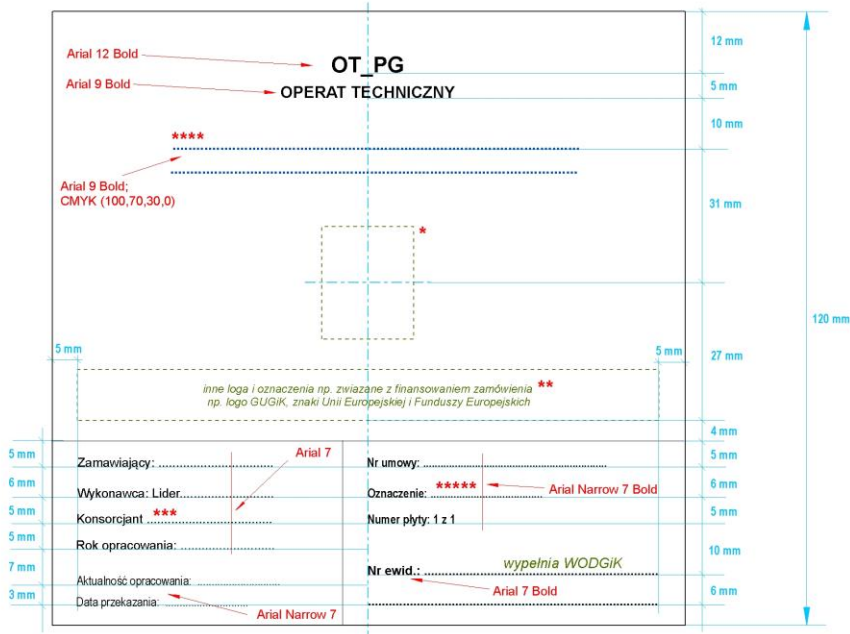 12 mm
Arial 12 Bold
OT_PG
Arial 9 Bold
OPERAT TECHNICZNY
5 mm
10 mm
****
Arial 9 Bold;
CMYK (100,70,30,0)
31 mm
*
120 mm
5 mm
5 mm
27 mm
inne loga i oznaczenia np. zwiazane z finansowaniem zamówienia **
np. logo GUGiK, znaki Unii Europejskiej i Funduszy Europejskich
4 mm
5 mm
Zamawiający: ..............................
Arial 7
Nr umowy: ..............................
5 mm
6 mm
Wykonawca: Lider..............................
Oznaczenie: *****..............................
Arial Narrow 7 Bold
6 mm
5 mm
Konsorcjant ***..............................
Numer płyty: 1 z 1
5 mm
5 mm
Rok opracowania: ..............................
10 mm
7 mm
Aktualność opracowania: ..............................
Nr ewid.: wypełnia WODGiK
Arial 7 Bold
3 mm
Data przekazania: ..............................
Arial Narrow 7
6 mm